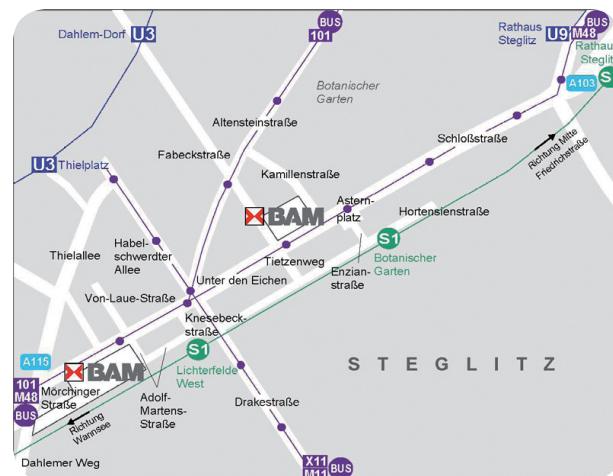 BUS
101
Dahlem-Dorf
U3
Rathaus
Steglitz
U9
BUS
M48
Rathaus
Steglitz
S
A103
Botanischer
Garten
Altensteinstraße
Fabeckstraße
Schloßstraße
Richtung Mitte
Friedrichstraße
U3
Thielplatz
Kamillenstraße
BAM
Astern-
platz
Hortensienstraße
Thielallee
Habel-
schwerdter
Allee
S1
Botanischer
Garten
Tietzenweg
Enzian-
straße
Unter den Eichen
Von-Laue-Straße
Knesebeck-
straße
S1
Lichterfelde
West
STEGLITZ
A115
BAM
101
M48
BUS
Mörchinger
Straße
Adolf-
Martens-
Straße
Richtung
Wannsee
Drakestraße
Dahlemer Weg
X11
M11
BUS